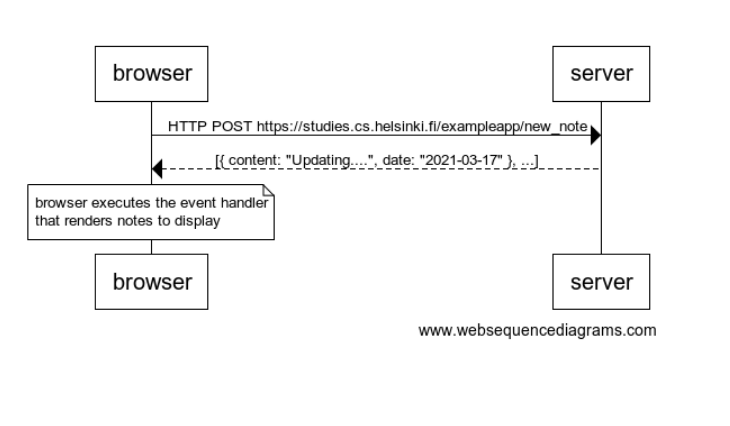 browser
server
HTTP POST https://studies.cs.helsinki.fi/exampleapp/new_note
[{ content: "Updating....", date: "2021-03-17" }, ...]
browser executes the event handler
that renders notes to display
browser
server
www.websequencediagrams.com